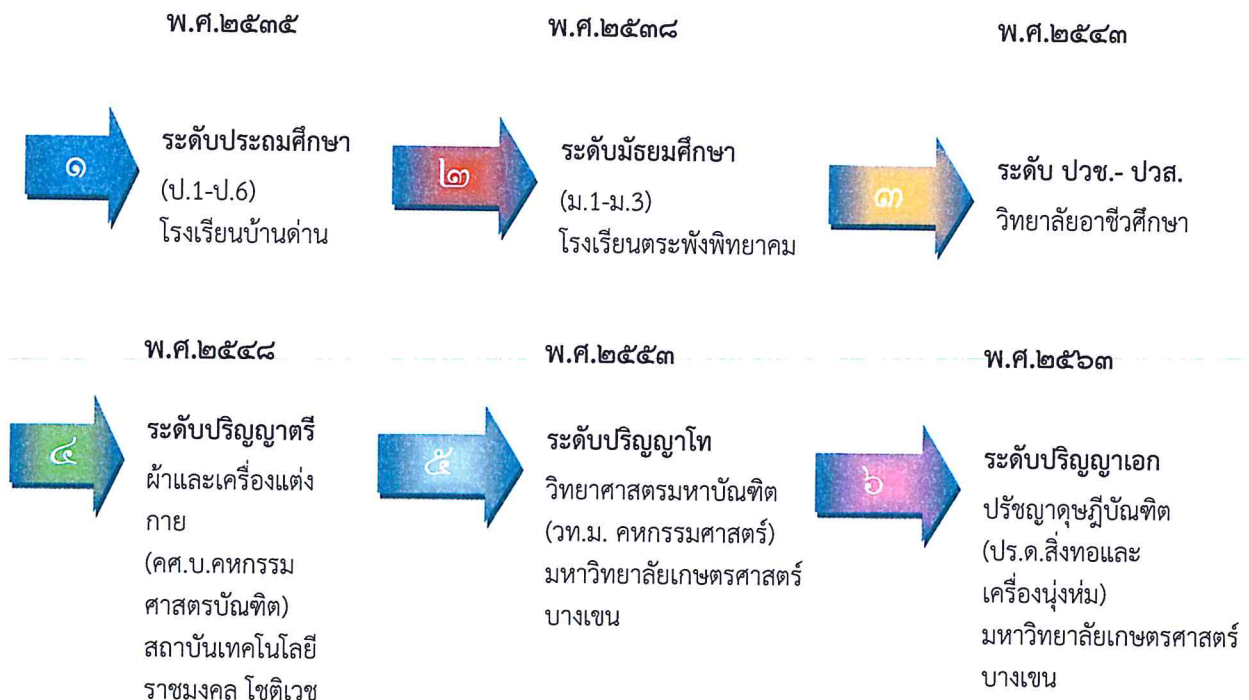 พ.ศ.๒๕๓๕
พ.ศ.๒๕๓๘
พ.ศ.๒๕๔๓
๑
ระดับประถมศึกษา
(ป.1-ป.6)
โรงเรียนบ้านด่าน
๒
ระดับมัธยมศึกษา
(ม.1-ม.3)
โรงเรียนตระพังพิทยาคม
๓
ระดับ ปวช.- ปวส.
วิทยาลัยอาชีวศึกษา
พ.ศ.๒๕๔๘
พ.ศ.๒๕๕๓
พ.ศ.๒๕๖๓
๔
ระดับปริญญาตรี
ผ้าและเครื่องแต่ง
กาย
(คศ.บ.คหกรรม
ศาสตรบัณฑิต)
สถาบันเทคโนโลยี
ราชมงคล โชติเวช
๕
ระดับปริญญาโท
วิทยาศาสตรมหาบัณฑิต
(วท.ม. คหกรรมศาสตร์)
มหาวิทยาลัยเกษตรศาสตร์
บางเขน
๖
ระดับปริญญาเอก
ปรัชญาดุษฎีบัณฑิต
(ปร.ด.สิ่งทอและ
เครื่องนุ่งห่ม)
มหาวิทยาลัยเกษตรศาสตร์
บางเขน